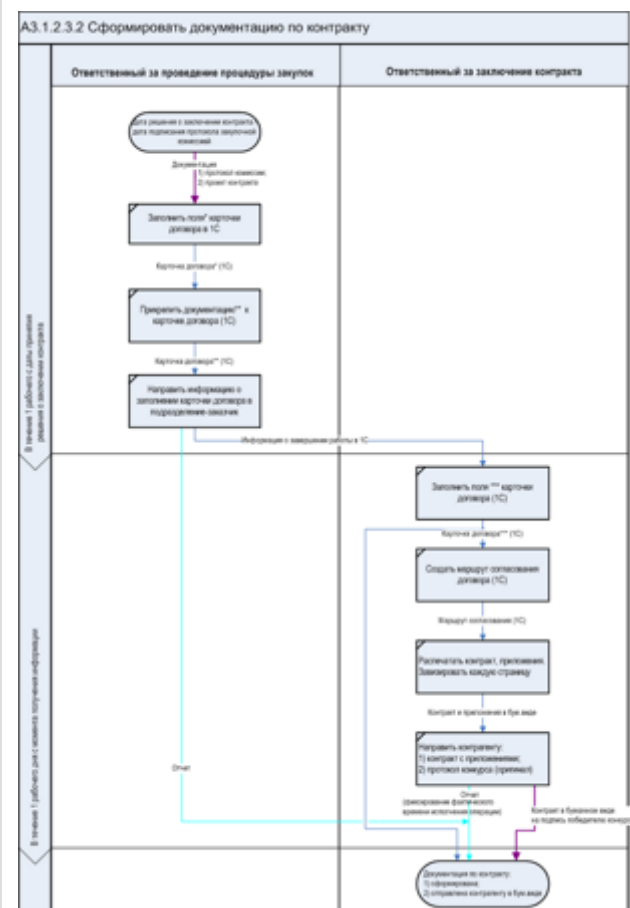 А3.1.2.3.2 Сформировать документацию по контракту
Ответственный за проведение процедуры закупок
Ответственный за заключение контракта
Дата решения о заключении контракта
дата подписания протокола закупочной
комиссией
Документация
1) протокол комиссии;
2) проект контракта
Заполнить поля* карточки
договора в 1С
Карточка договора* (1С)
Прикрепить документацию** к
карточке договора (1С)
Карточка договора** (1С)
Направить информацию о
заполнении карточки договора в
подразделение-заказчик
В течение 1 рабочего с даты принятия
решения о заключении контракта
Информация о завершении работы в 1С
Заполнить поля *** карточки
договора (1С)
Карточка договора*** (1С)
Создать маршрут согласования
договора (1С)
Маршрут согласования (1С)
Распечатать контракт, приложения.
Завизировать каждую страницу
Контракт и приложения в бум.виде
Направить контрагенту:
1) контракт с приложениями;
2) протокол конкурса (оригинал)
В течение 1 рабочего дня с момента получения информации
Отчет
Отчет
(фиксирование фактического
времени исполнения операции)
Контракт в бумажном виде
на подпись победителю
Документация по контракту:
1) сформирована;
2) отправлена контрагенту в бум.виде